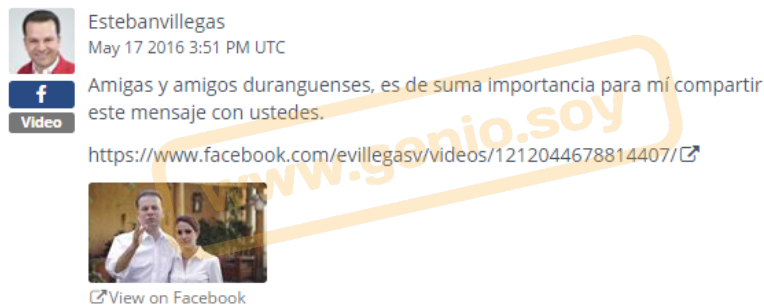 Estebanvillegas
May 17 2016 3:51 PM UTC
f
Video
Amigas y amigos duranguenses, es de suma importancia para mí compartir
este mensaje con ustedes.
https://www.facebook.com/evillegasv/videos/1212044678814407/
www.genio.soy
View on Facebook